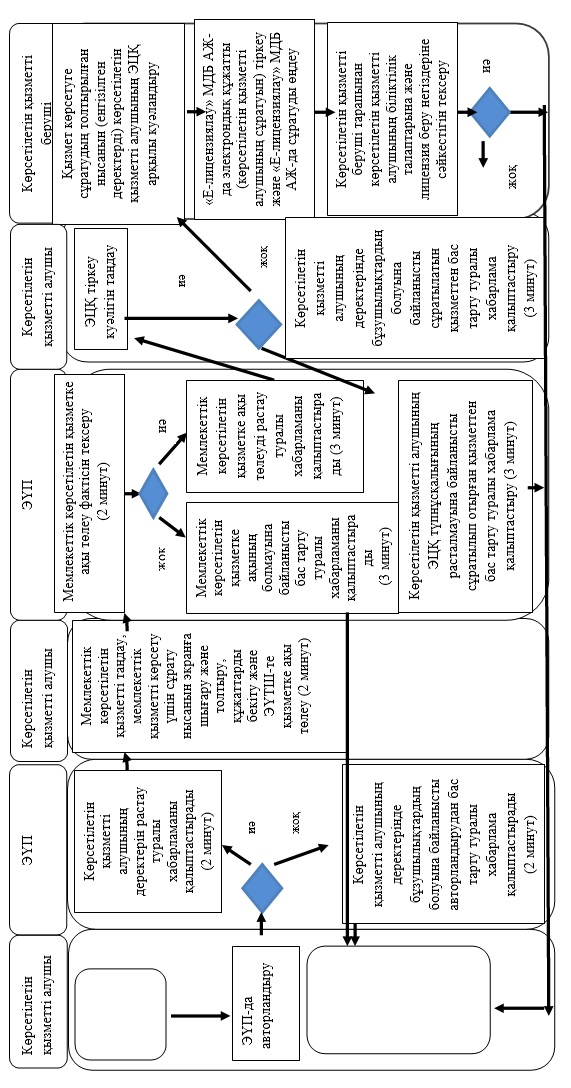 Көрсетілетін
қызметті алушы
ЭҮП-да
авторландыру
ЭҮП
Көрсетілетін
қызметті
алушының
деректерін растау
туралы
хабарламаны
қалыптастырады
(2 минут)
иә
жоқ
Көрсетілетін
қызметті алушының
деректерінде
бұзушылықтардың
болуына байланысты
авторландырудан бас
тарту туралы
хабарлама
қалыптастырады
(2 минут)
Көрсетілетін
қызметті алушы
Мемлекеттік
көрсетілетін
қызметті таңдау,
мемлекеттік
қызметті көрсету
үшін сұрату
нысанын экранға
шығару және
толтыру,
құжаттарды
бекіту және
ЭҮТШ-те
қызметке ақы
төлеу (2 минут)
ЭҮП
Мемлекеттік көрсетілетін қызметке
ақы төлеу фактісін тексеру
(2 минут)
иә
жоқ
Мемлекеттік
көрсетілетін
қызметке ақы
төлеуді растау
туралы
хабарламаны
қалыптастыра
ды (3 минут)
Мемлекеттік
көрсетілетін
қызметке
ақының
болмауына
байланысты
бас тарту
туралы
хабарламаны
қалыптастыра
ды
(3 минут)
Көрсетілетін қызметті алушының
ЭЦҚ түпнұсқалығының
расталмауына байланысты
сұратылып отырған қызметтен
бас тарту туралы хабарлама
қалыптастыру (3 минут)
Көрсетілетін
қызметті алушы
ЭЦҚ тіркеу
куәлігін таңдау
иә
жоқ
Көрсетілетін
қызметті
алушының
деректерінде
бұзушылықтардың
болуына
байланысты
сұратылатын
қызметтен бас
тарту туралы
хабарлама
қалыптастыру
(3 минут)
Көрсетілетін қызметті
беруші
Қызмет көрсетуге
сұратудың толтырылған
нысанын (енгізілген
деректерді) көрсетілетін
қызметті алушының ЭЦҚ
арқылы куәландыру
«Е-лицензиялау» МДБ АЖ-
да электрондық құжатты
(көрсетілетін қызметті
алушының сұратуын) тіркеу
және «Е-лицензиялау» МДБ
АЖ-да сұратуды өңдеу
Көрсетілетін қызметті
беруші тарапынан
көрсетілетін қызметті
алушының біліктілік
талаптарына және
лицензия беру негіздеріне
сәйкестігін тексеру
иә
жоқ